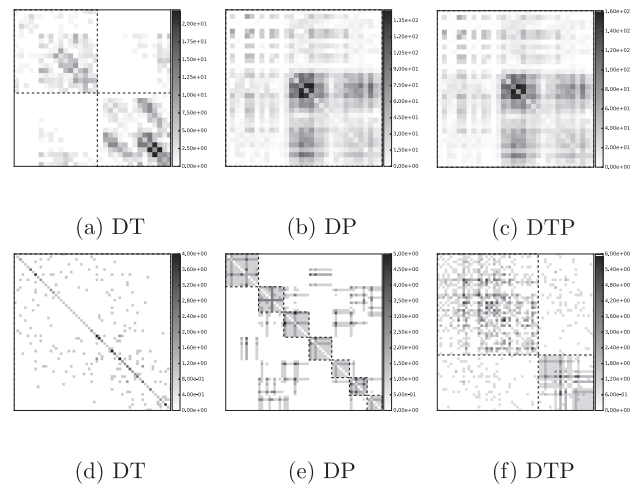 2.00e+01
1.75e+01
1.50e+01
1.25e+01
1.00e+01
7.50e+00
5.00e+00
2.50e+00
0.00e+00
(a) DT
1.35e+02
1.20e+02
1.05e+02
9.00e+01
7.50e+01
6.00e+01
4.50e+01
3.00e+01
1.50e+01
0.00e+00
(b) DP
1.60e+02
1.40e+02
1.20e+02
1.00e+02
8.00e+01
6.00e+01
4.00e+01
2.00e+01
0.00e+00
(c) DTP
4.00e+00
3.60e+00
3.20e+00
2.80e+00
2.40e+00
2.00e+00
1.60e+00
1.20e+00
8.00e-01
4.00e-01
0.00e+00
(d) DT
5.00e+00
4.50e+00
4.00e+00
3.50e+00
3.00e+00
2.50e+00
2.00e+00
1.50e+00
1.00e+00
5.00e-01
0.00e+00
(e) DP
6.00e+00
5.40e+00
4.80e+00
4.20e+00
3.60e+00
3.00e+00
2.40e+00
1.80e+00
1.20e+00
6.00e-01
0.00e+00
(f) DTP